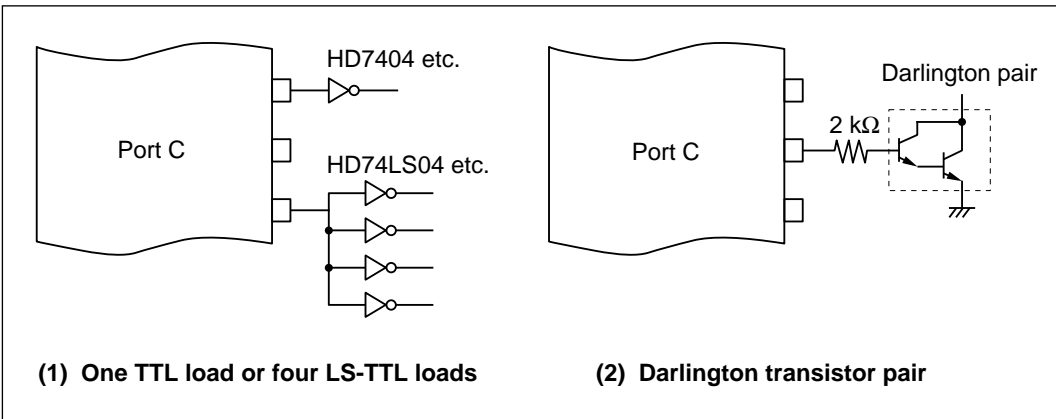 HD7404 etc.
Port C
HD74LS04 etc.
(1) One TTL load or four LS-TTL loads
Darlington pair
2 kΩ
Port C
(2) Darlington transistor pair